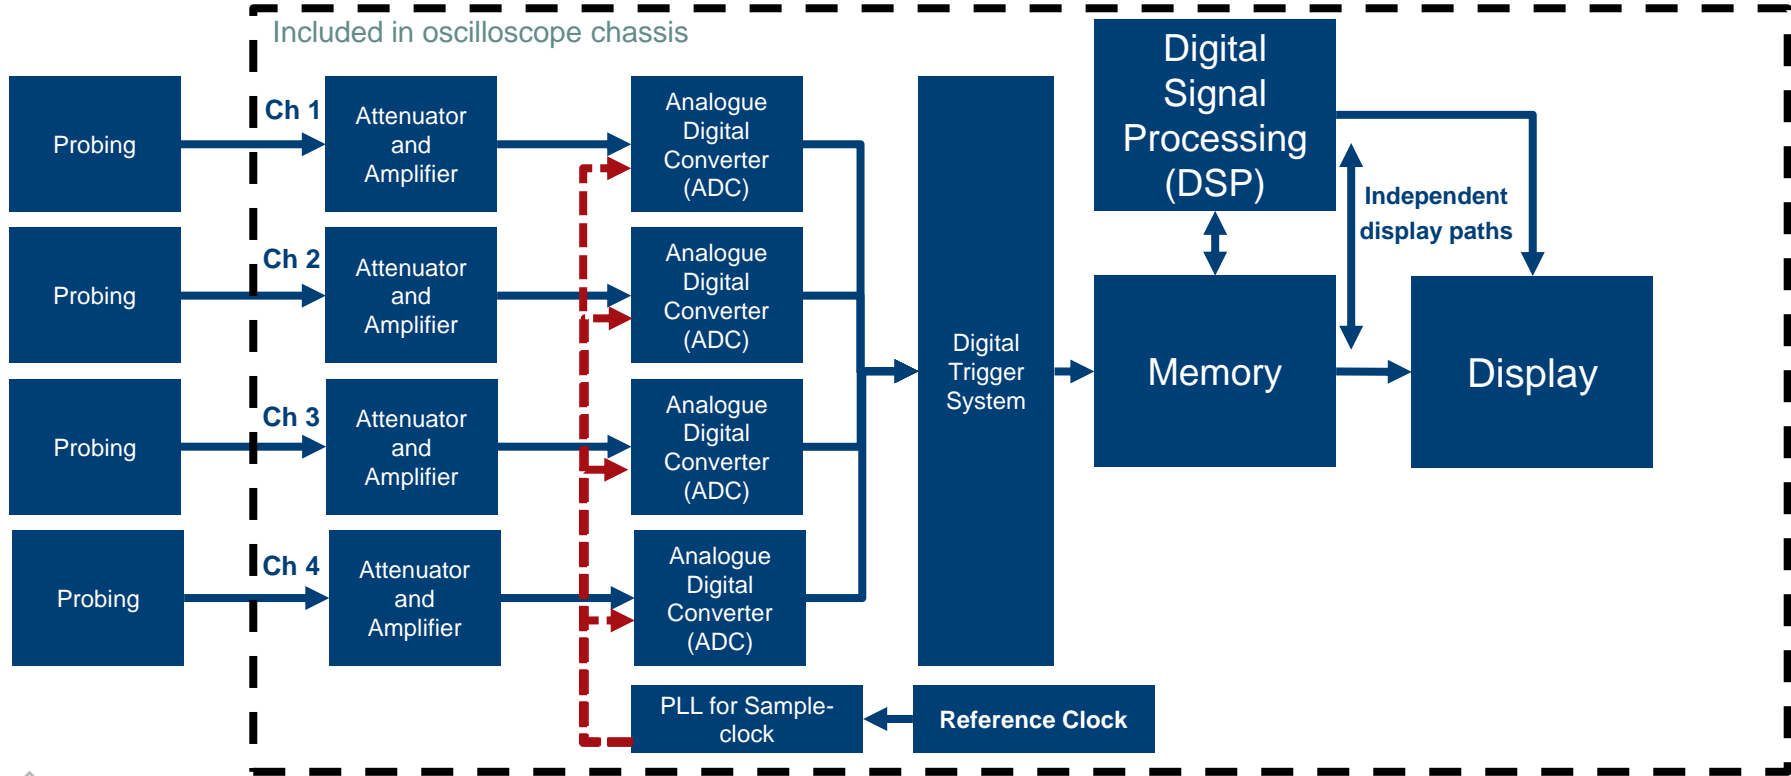 Included in oscilloscope chassis
Probing
Ch 1
Attenuator
and
Amplifier
Analogue
Digital
Converter
(ADC)
Probing
Ch 2
Attenuator
and
Amplifier
Analogue
Digital
Converter
(ADC)
Probing
Ch 3
Attenuator
and
Amplifier
Analogue
Digital
Converter
(ADC)
Probing
Ch 4
Attenuator
and
Amplifier
Analogue
Digital
Converter
(ADC)
PLL for Sample-
clock
Reference Clock
Digital
Trigger
System
Digital
Signal
Processing
(DSP)
Independent
display paths
Memory
Display